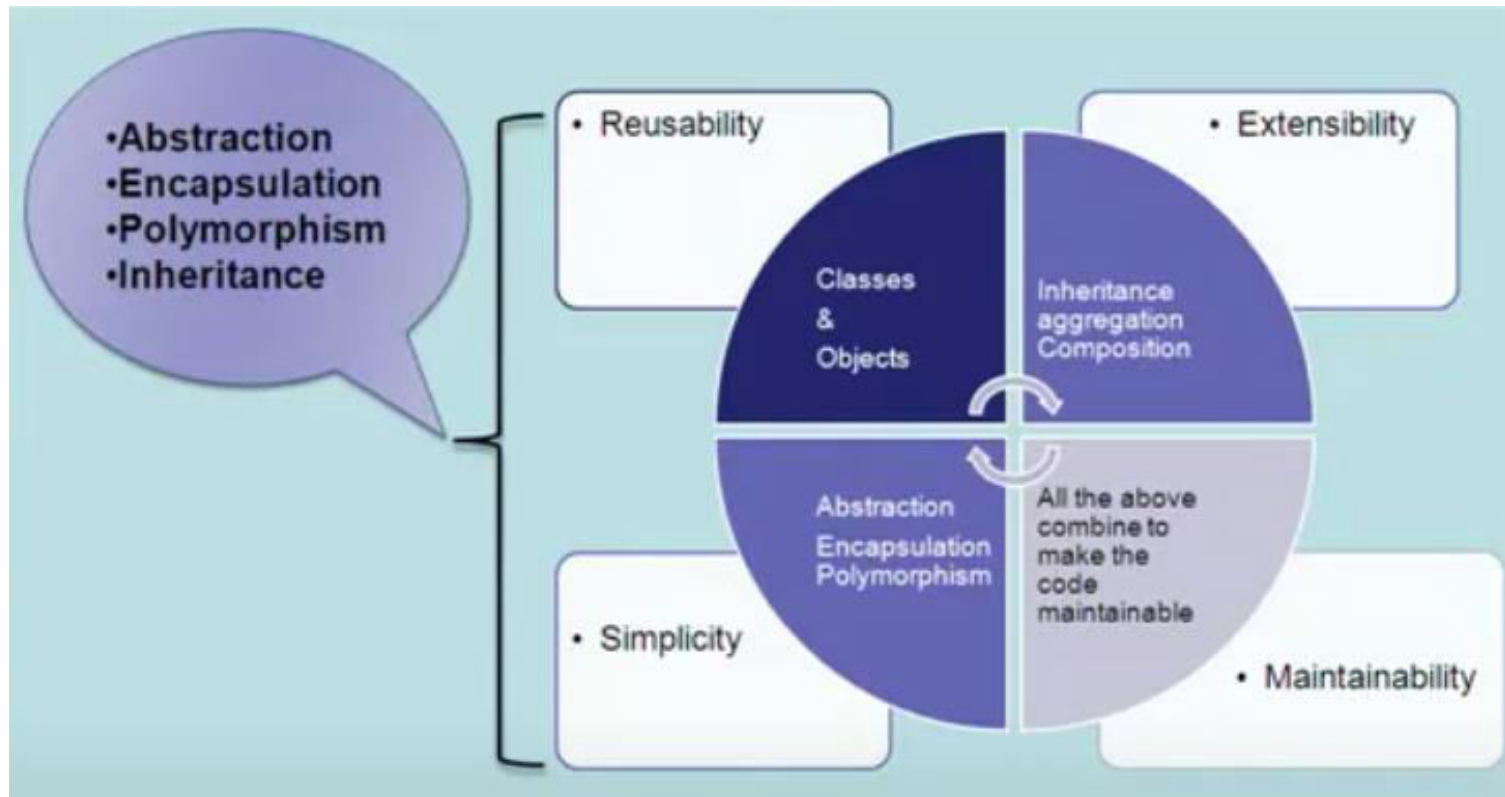 •Abstraction
•Encapsulation
•Polymorphism
•Inheritance
• Reusability
• Extensibility
Classes
&
Objects
Inheritance
aggregation
Composition
Abstraction
Encapsulation
Polymorphism
All the above
combine to
make the
code
maintainable
• Simplicity
• Maintainability